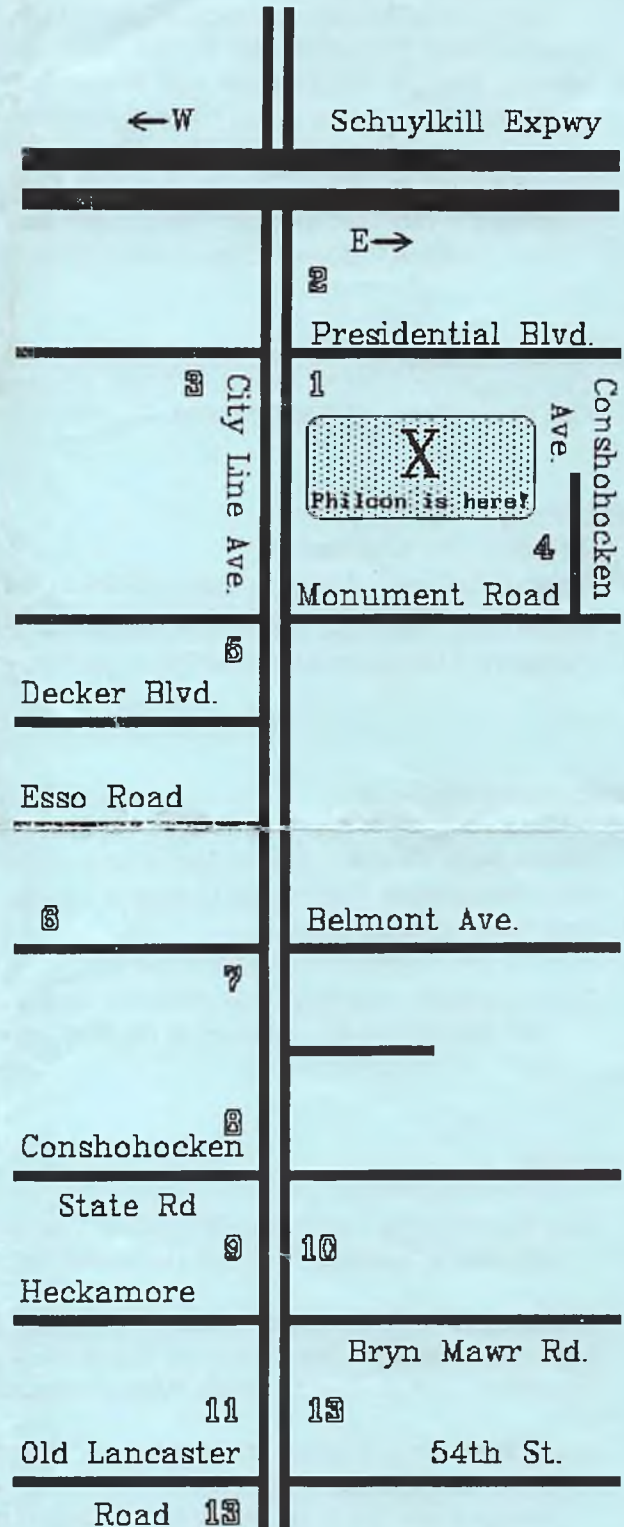 ←W Schuylkill Expwy
E→
2
Presidential Blvd.
3 1
City Line Ave.
X
Philcon is here!
Conshohocken
Ave.
4
Monument Road
5
Decker Blvd.
Esso Road
6 Belmont Ave.
7
8
Conshohocken
State Rd
9 10
Heckamore
Bryn Mawr Rd.
11 13
Old Lancaster 54th St.
Road 13